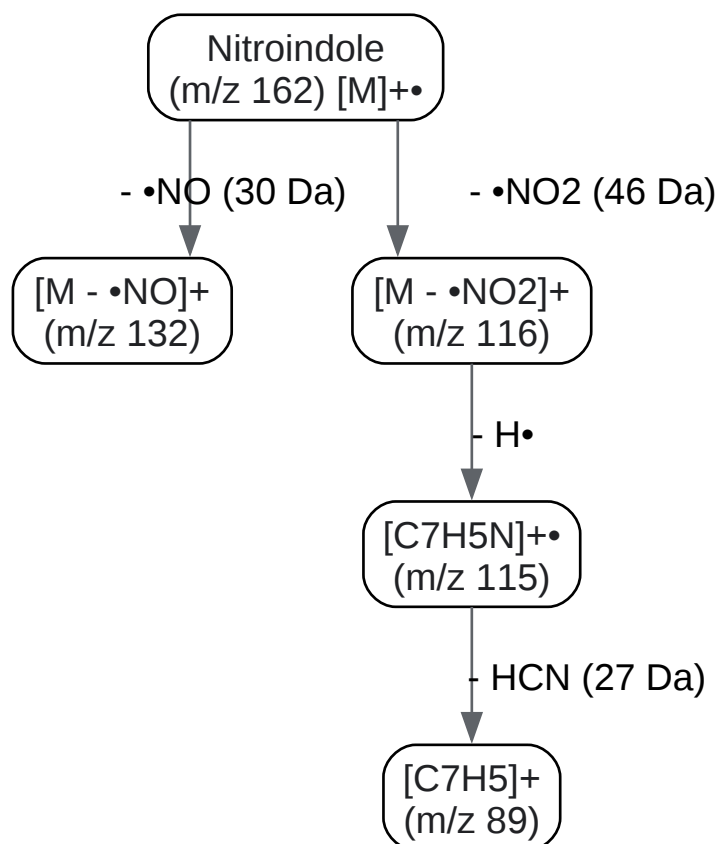 Nitroindole
(m/z 162) [M]+•
- •NO (30 Da)
- •NO2 (46 Da)
[M - •NO]+
(m/z 132)
[M - •NO2]+
(m/z 116)
- H•
[C7H5N]+•
(m/z 115)
- HCN (27 Da)
[C7H5]+
(m/z 89)